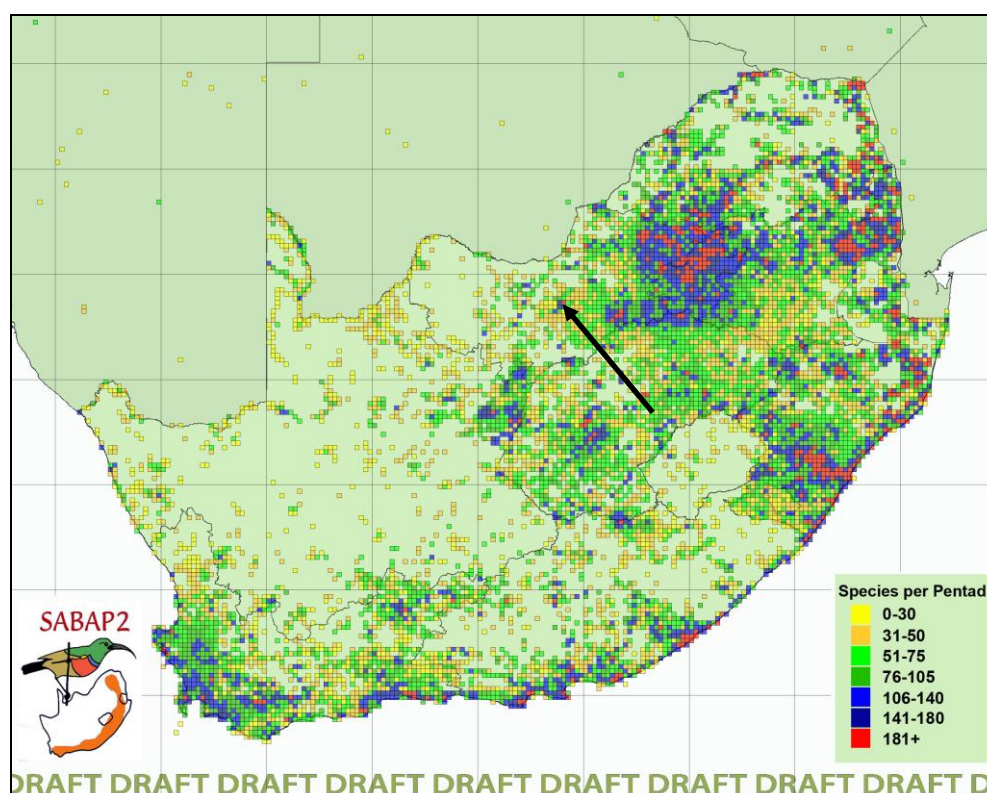 SABAP2
Species per Pentad
0-30
31-50
51-75
76-105
106-140
141-180
181+
DRAFT DRAFT DRAFT DRAFT DRAFT DRAFT DRAFT DRAFT DRAFT D